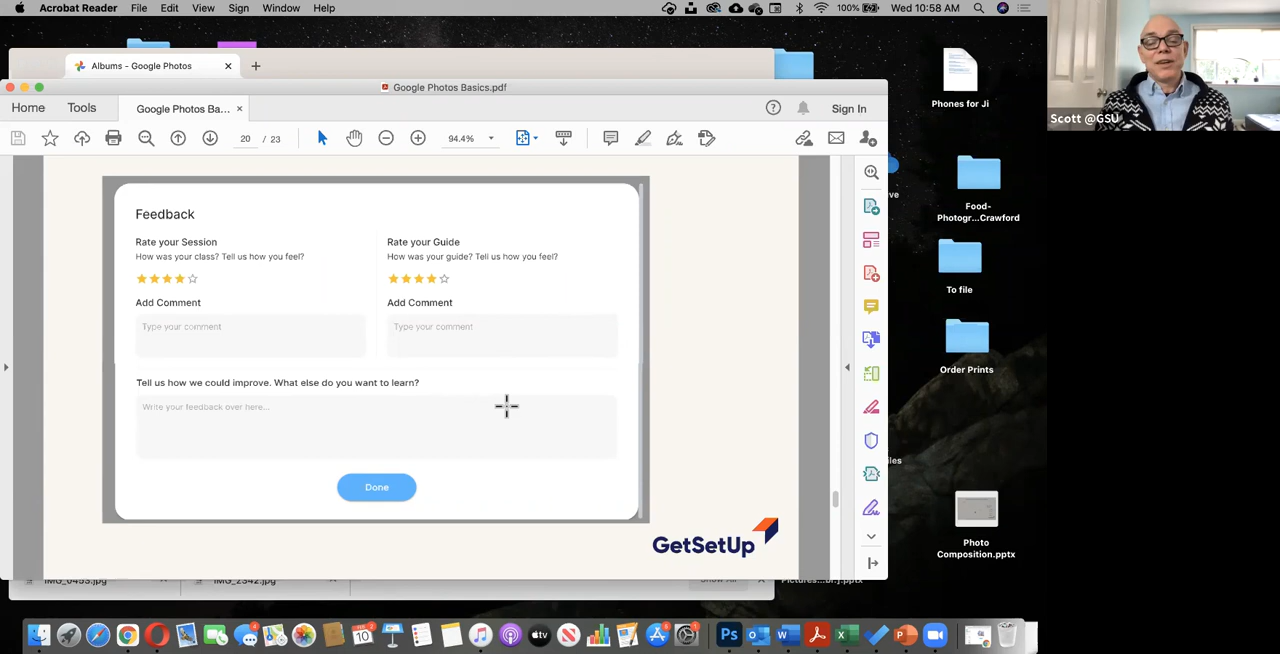 Acrobat Reader File Edit View Sign Window Help 100% Wed 10:58 AM
Albums - Google Photos
Google Photos Basics.pdf
Home Tools Google Photos Ba... Sign In
20 / 23 94.4%
Feedback
Rate your Session
How was your class? Tell us how you feel?
Add Comment
Type your comment
Rate your Guide
How was your guide? Tell us how you feel?
Add Comment
Type your comment
Tell us how we could improve. What else do you want to learn?
Write your feedback over here...
Done
GetSetUp
Scott @GSU
Phones for Ji
Food-
Photogr...Crawford
To file
Order Prints
Photo
Composition.pptx
IMG_2342.jpg
10